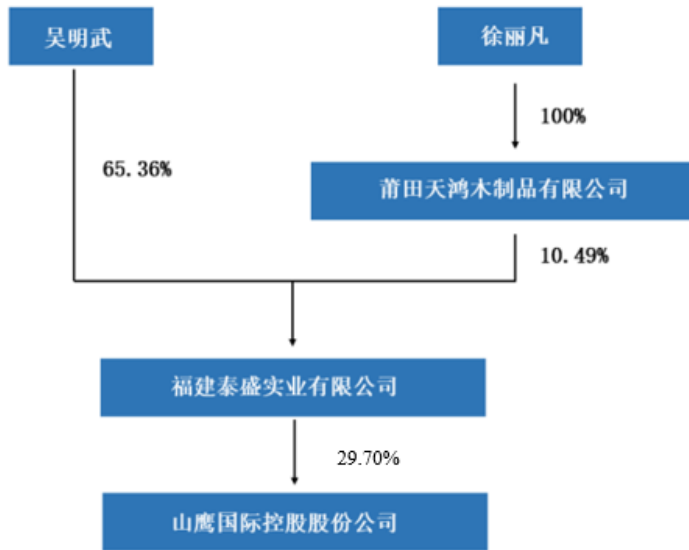 吴明武
徐丽凡
100%
65.36%
莆田天鸿木制品有限公司
10.49%
福建泰盛实业有限公司
29.70%
山鹰国际控股股份公司